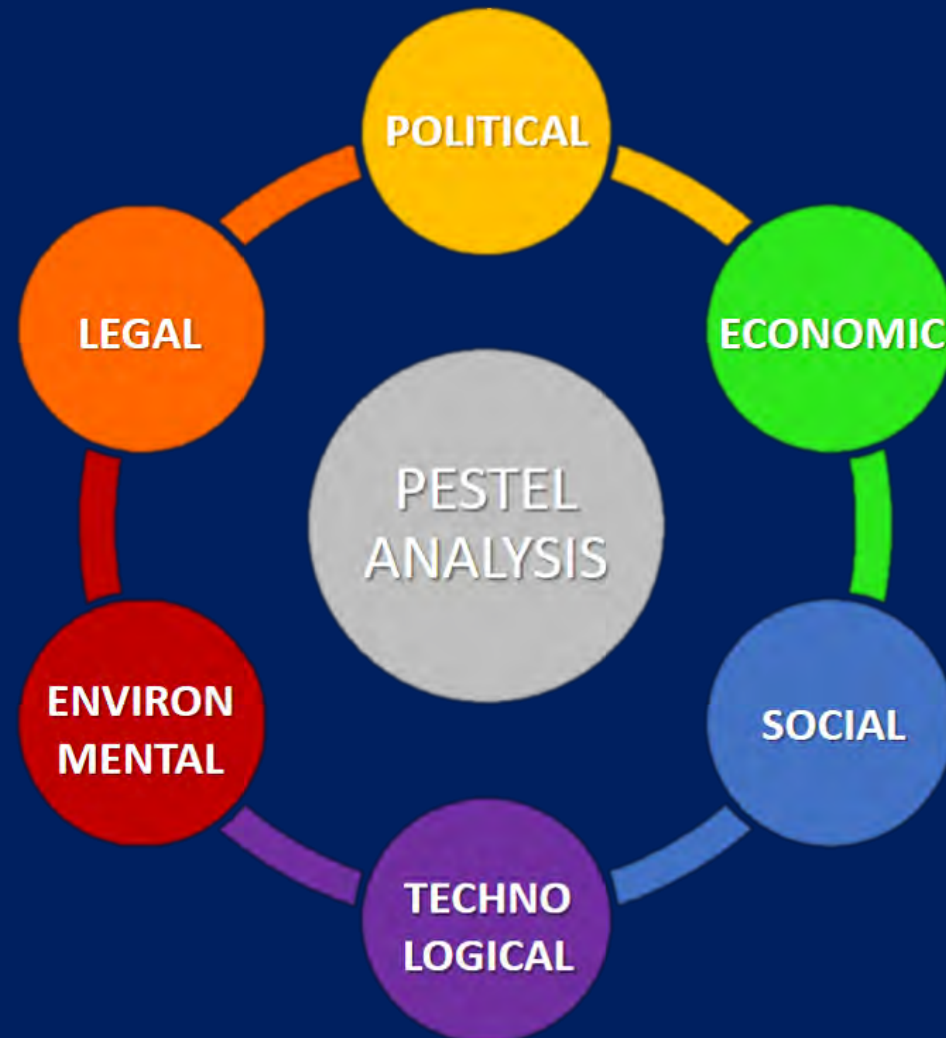 POLITICAL
ECONOMIC
SOCIAL
TECHNO
LOGICAL
ENVIRON
MENTAL
LEGAL
PESTEL
ANALYSIS